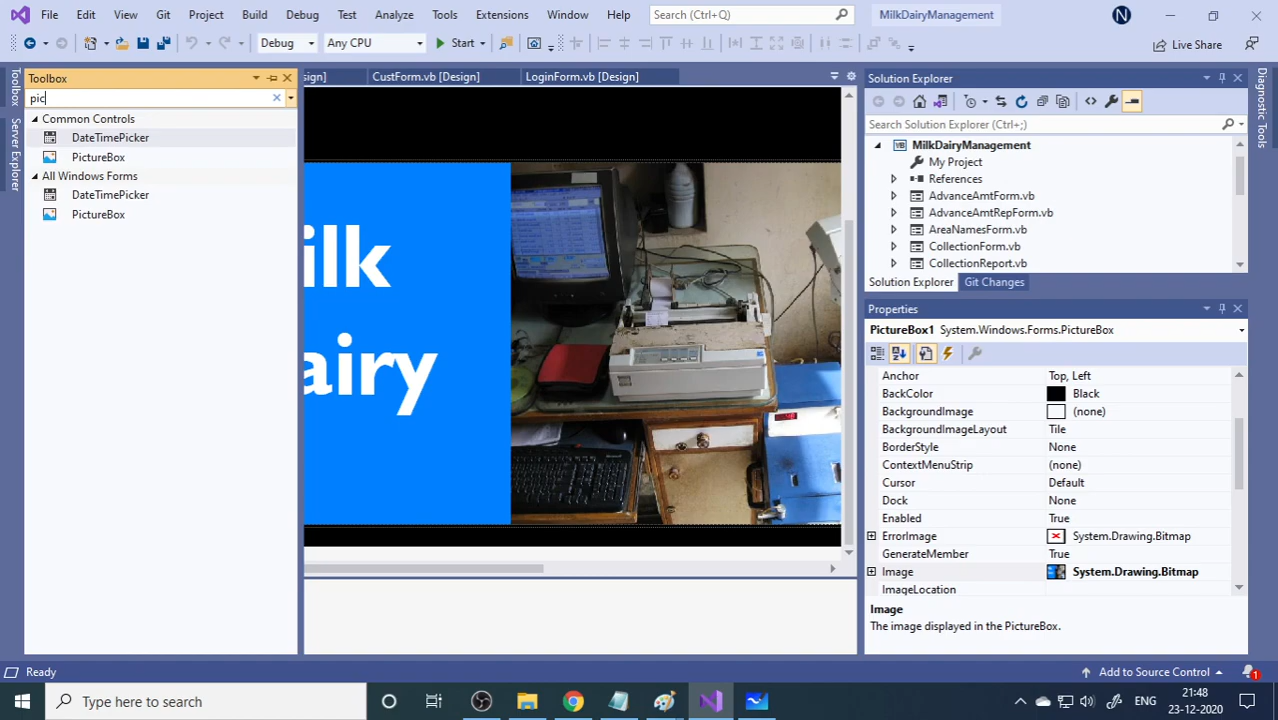 File Edit View Git Project Build Debug Test Analyze Tools Extensions Window Help Search (Ctrl+Q) MilkDairyManagement N
Debug Any CPU Start Live Share
Toolbox
Server Explorer
Toolbox
pic
Common Controls
DateTimePicker
PictureBox
All Windows Forms
DateTimePicker
PictureBox
sign] CustForm.vb [Design] LoginForm.vb [Design]
ilk
airy
Solution Explorer
Search Solution Explorer (Ctrl+;)
MilkDairyManagement
My Project
References
AdvanceAmtForm.vb
AdvanceAmtRepForm.vb
AreaNamesForm.vb
CollectionForm.vb
CollectionReport.vb
Solution Explorer Git Changes
Properties
PictureBox1 System.Windows.Forms.PictureBox
Anchor Top, Left
BackColor Black
BackgroundImage (none)
BackgroundImageLayout Tile
BorderStyle None
ContextMenuStrip (none)
Cursor Default
Dock None
Enabled True
ErrorImage System.Drawing.Bitmap
GenerateMember True
Image System.Drawing.Bitmap
ImageLocation
Image
The image displayed in the PictureBox.
Diagnostic Tools
Ready Add to Source Control 1
Type here to search ENG 21:48
23-12-2020